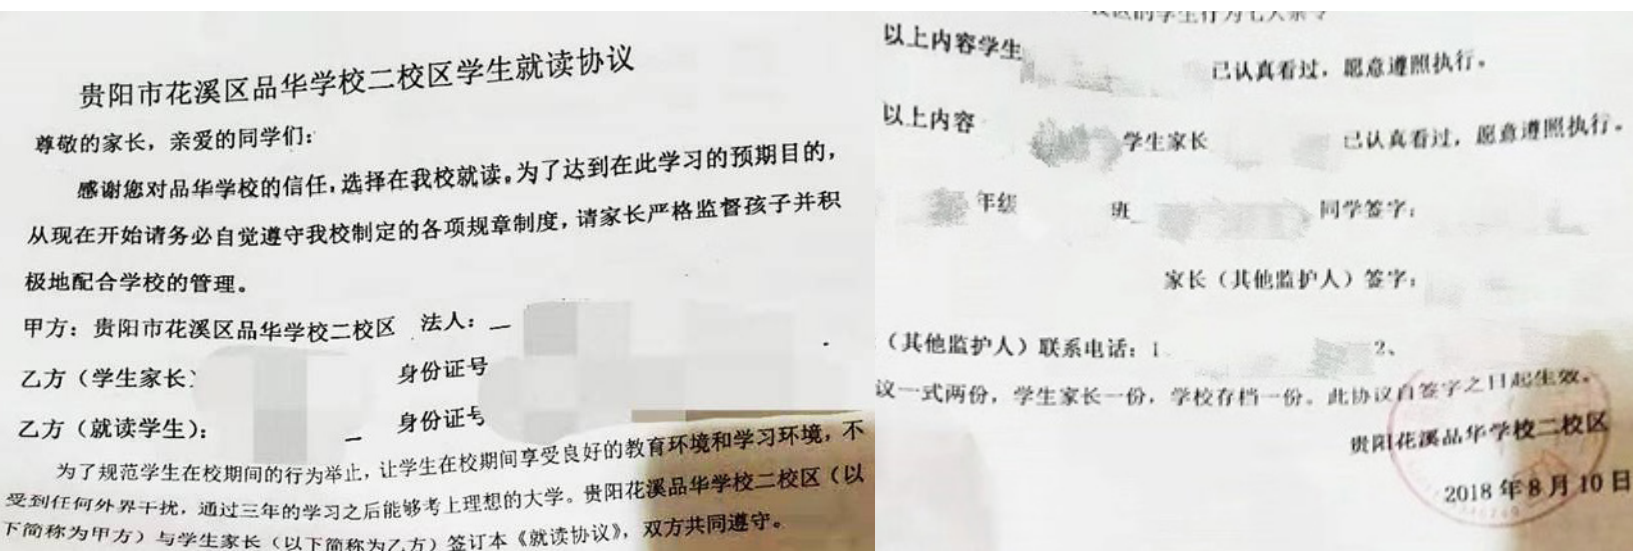 贵阳市花溪区品华学校二校区学生就读协议
尊敬的家长，亲爱的同学们：
感谢您对品华学校的信任，选择在我校就读。为了达到在此学习的预期目的，
从现在开始请务必自觉遵守我校制定的各项规章制度，请家长严格监督孩子并积
极地配合学校的管理。
甲方：贵阳市花溪区品华学校二校区 法人：
乙方（学生家长） 身份证号
乙方（就读学生）： 身份证号
为了规范学生在校期间的行为举止，让学生在校期间享受良好的教育环境和学习环境，不
受到任何外界干扰，通过三年的学习之后能够考上理想的大学。贵阳花溪品华学校二校区（以
下简称为甲方）与学生家长（以下简称为乙方）签订本《就读协议》，双方共同遵守。
的学生行为七大禁令
以上内容学生 已认真看过，愿意遵照执行。
以上内容 学生家长 已认真看过，愿意遵照执行。
年级 班 同学签字：
家长（其他监护人）签字：
（其他监护人）联系电话：1 2、
议一式两份，学生家长一份，学校存档一份。此协议自签字之日起生效。
贵阳花溪品华学校二校区
2018年8月10日